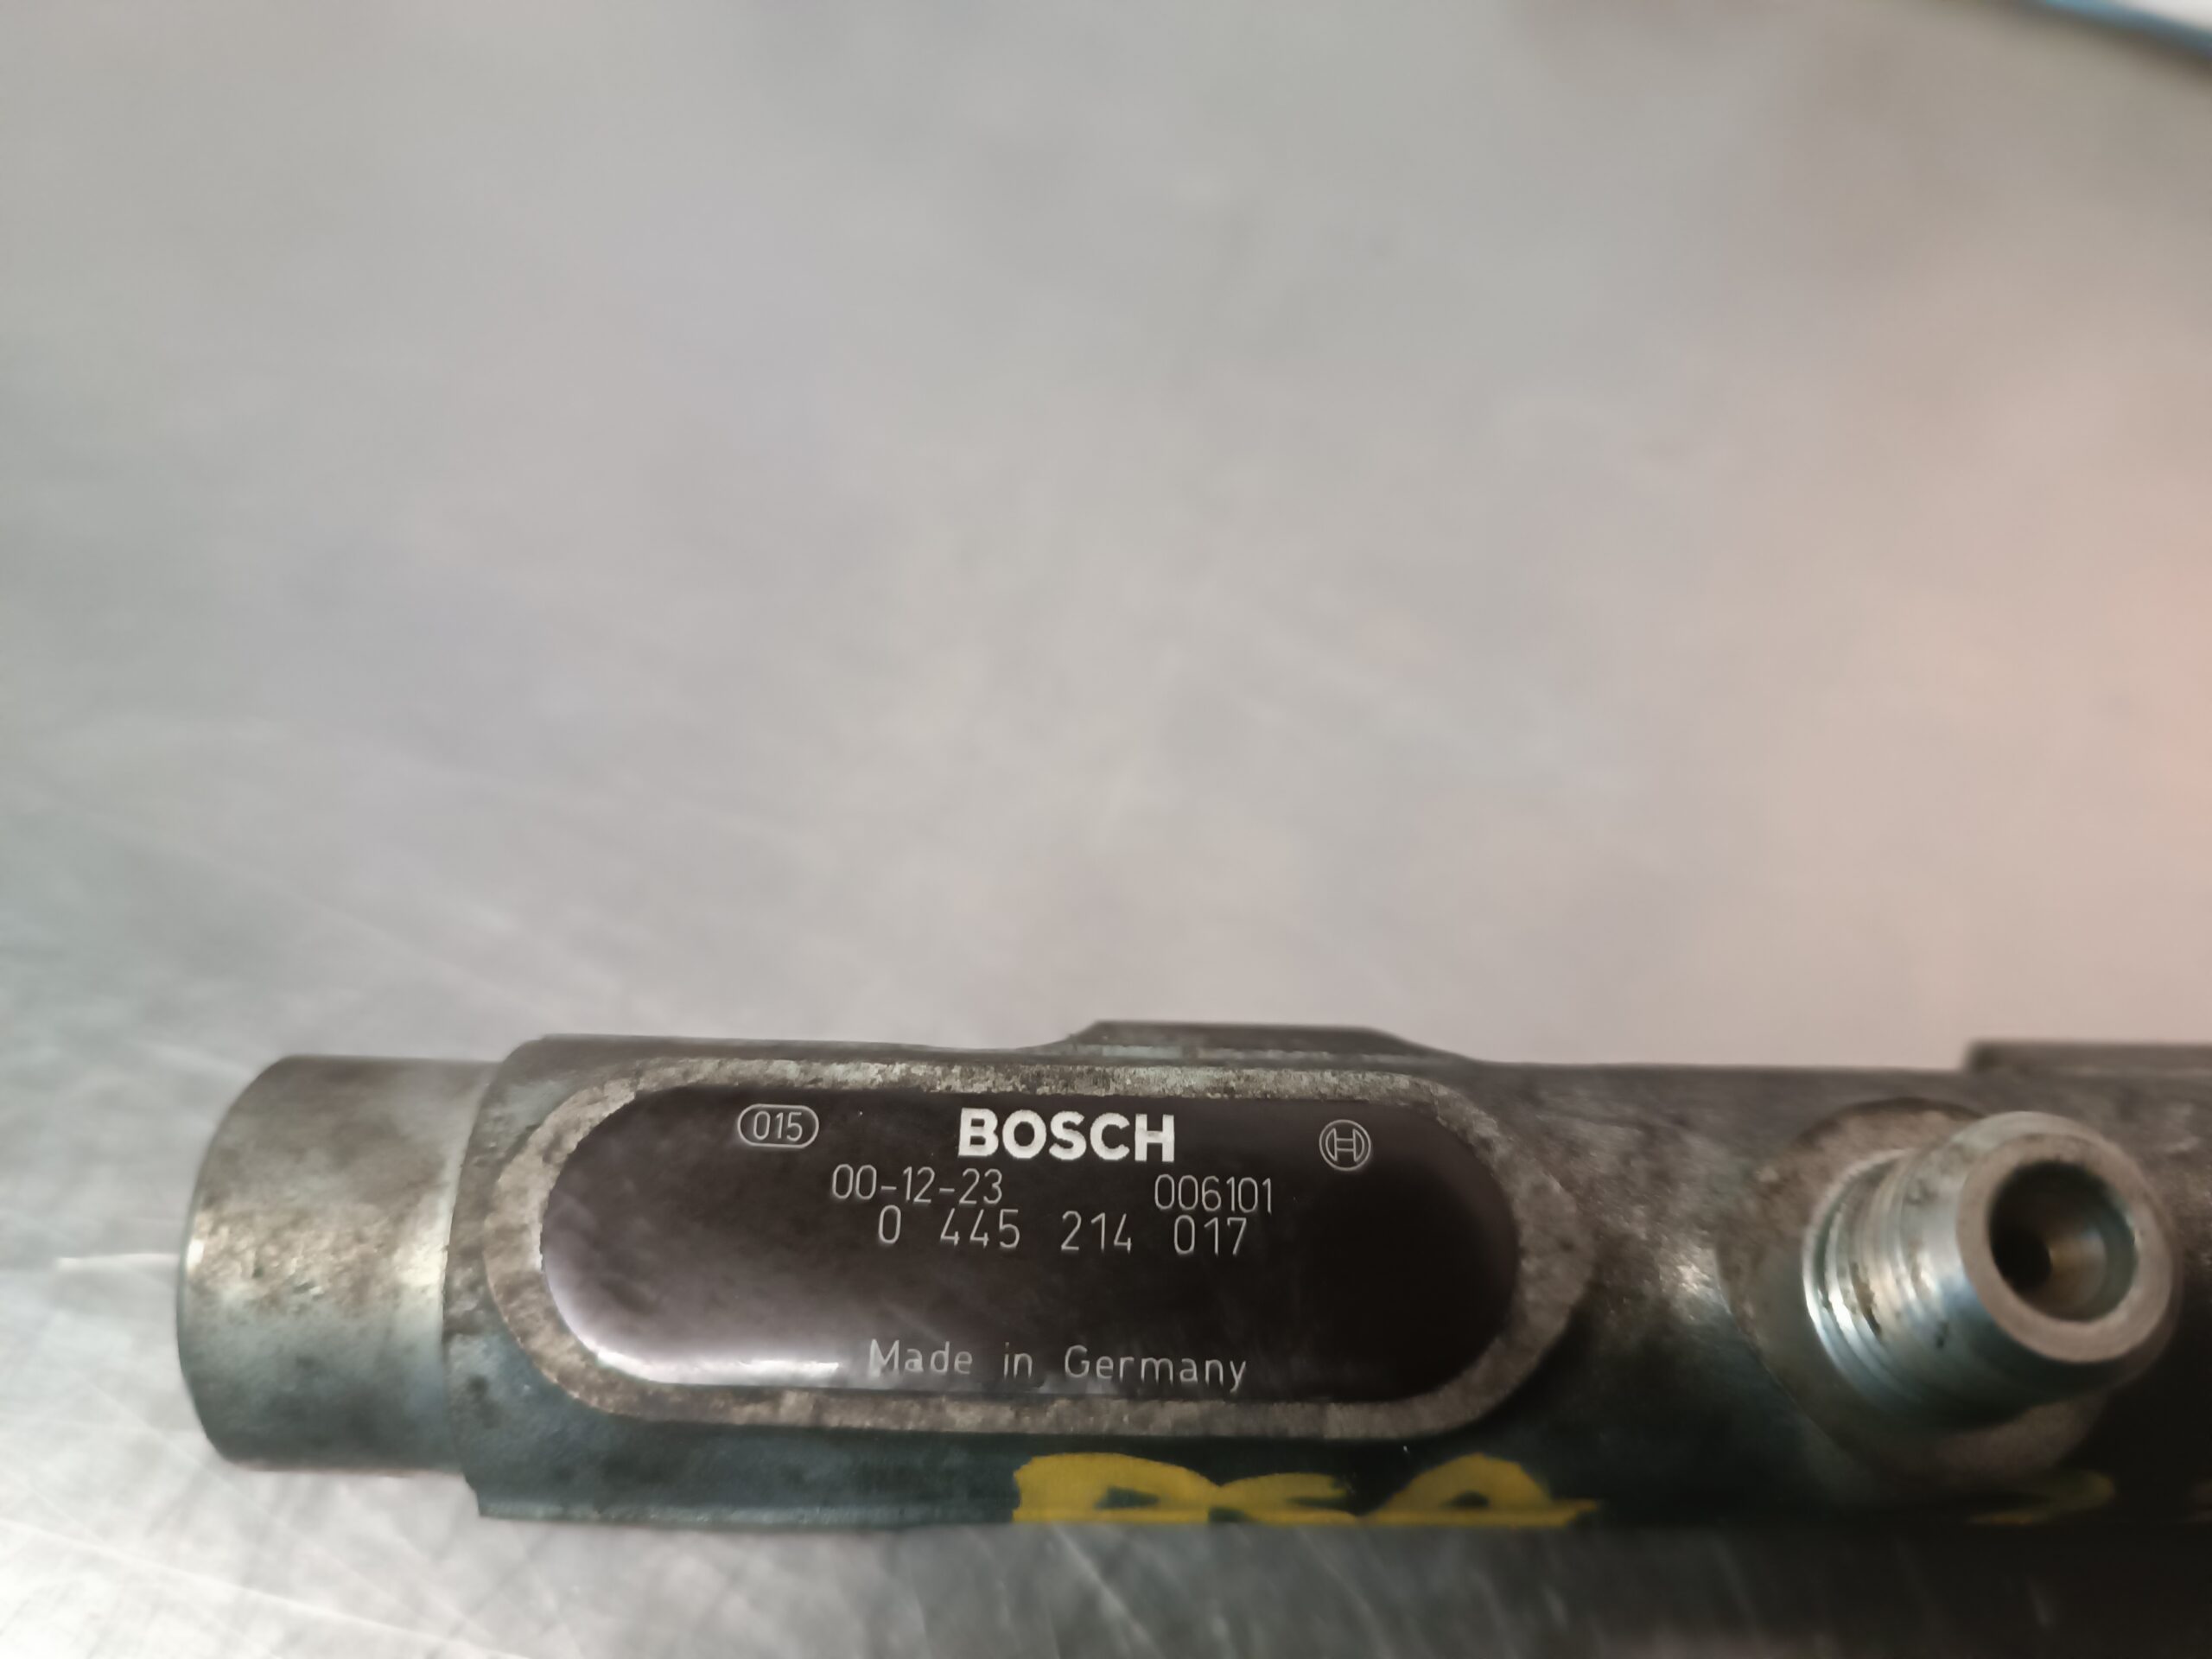 015 BOSCH
00-12-23 006101
0 445 214 017
Made in Germany